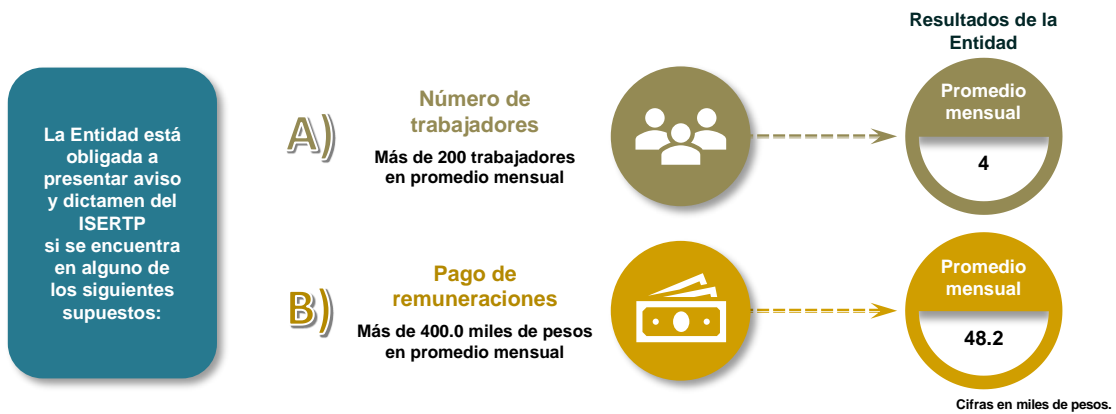 Resultados de la
Entidad
La Entidad está
obligada a
presentar aviso
y dictamen del
ISERTP
si se encuentra
en alguno de
los siguientes
supuestos:
A)
Número de
trabajadores
Más de 200 trabajadores
en promedio mensual
Promedio
mensual
4
B)
Pago de
remuneraciones
Más de 400.0 miles de pesos
en promedio mensual
Promedio
mensual
48.2
Cifras en miles de pesos.